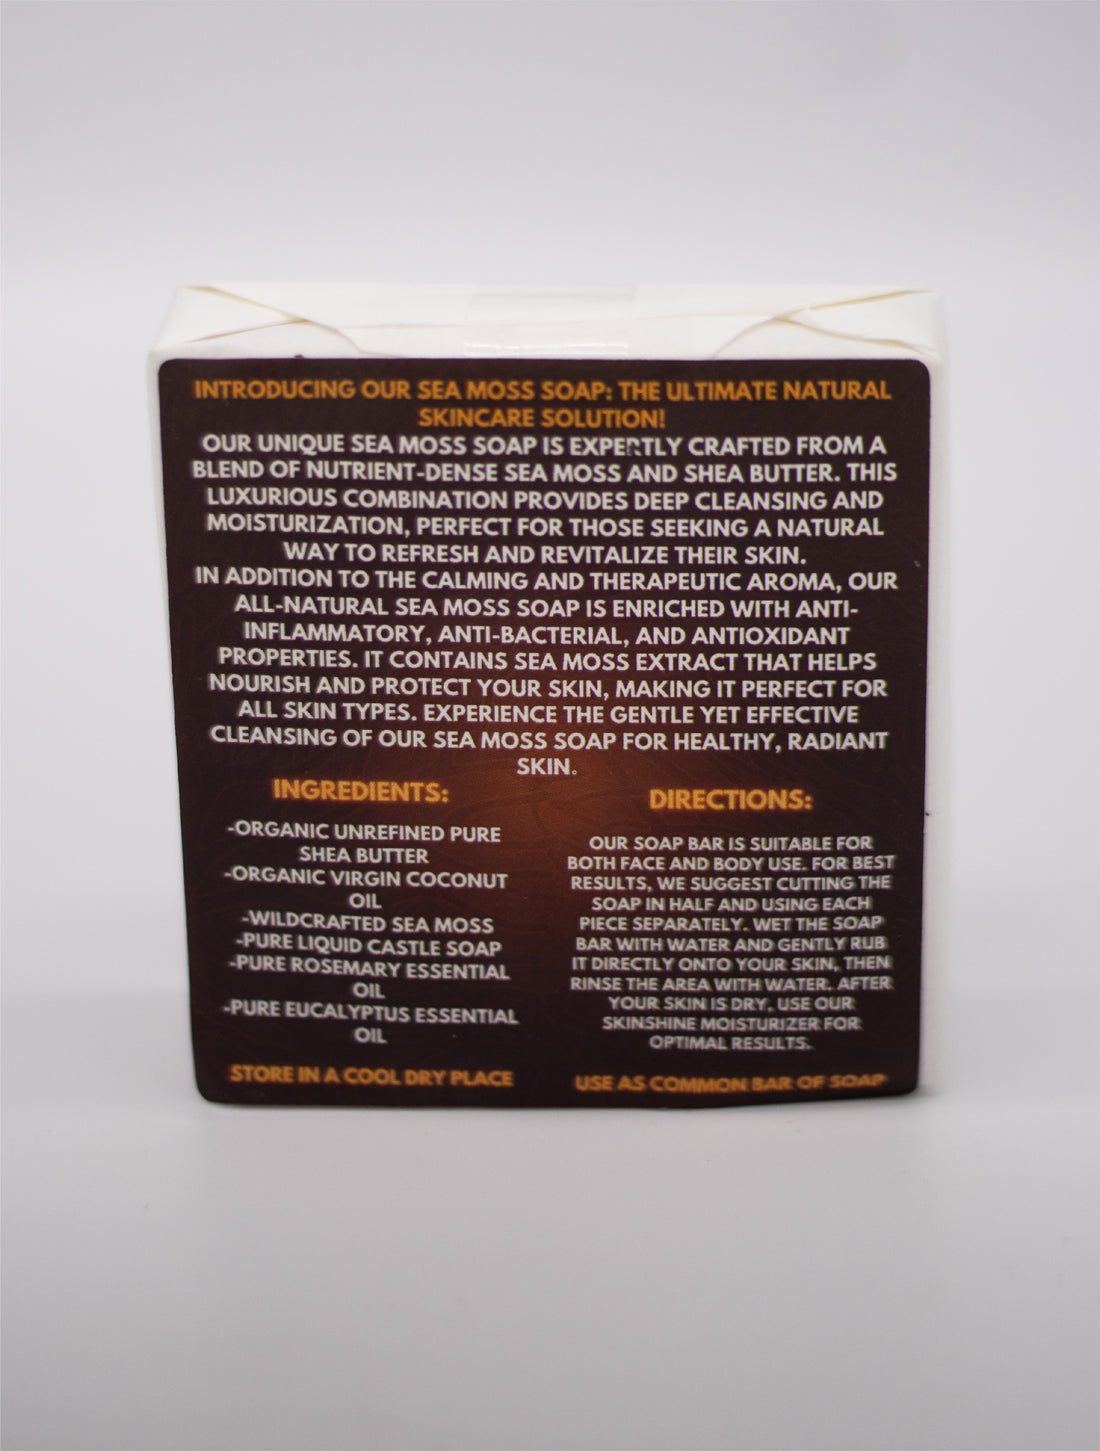 INTRODUCING OUR SEA MOSS SOAP: THE ULTIMATE NATURAL
SKINCARE SOLUTION!
OUR UNIQUE SEA MOSS SOAP IS EXPERTLY CRAFTED FROM A
BLEND OF NUTRIENT-DENSE SEA MOSS AND SHEA BUTTER. THIS
LUXURIOUS COMBINATION PROVIDES DEEP CLEANSING AND
MOISTURIZATION, PERFECT FOR THOSE SEEKING A NATURAL
WAY TO REFRESH AND REVITALIZE THEIR SKIN.
IN ADDITION TO THE CALMING AND THERAPEUTIC AROMA, OUR
ALL-NATURAL SEA MOSS SOAP IS ENRICHED WITH ANTI-
INFLAMMATORY, ANTI-BACTERIAL, AND ANTIOXIDANT
PROPERTIES. IT CONTAINS SEA MOSS EXTRACT THAT HELPS
NOURISH AND PROTECT YOUR SKIN, MAKING IT PERFECT FOR
ALL SKIN TYPES. EXPERIENCE THE GENTLE YET EFFECTIVE
CLEANSING OF OUR SEA MOSS SOAP FOR HEALTHY, RADIANT
SKIN.
INGREDIENTS:
-ORGANIC UNREFINED PURE
SHEA BUTTER
-ORGANIC VIRGIN COCONUT
OIL
-WILDCRAFTED SEA MOSS
-PURE LIQUID CASTLE SOAP
-PURE ROSEMARY ESSENTIAL
OIL
-PURE EUCALYPTUS ESSENTIAL
OIL
STORE IN A COOL DRY PLACE
DIRECTIONS:
OUR SOAP BAR IS SUITABLE FOR
BOTH FACE AND BODY USE. FOR BEST
RESULTS, WE SUGGEST CUTTING THE
SOAP IN HALF AND USING EACH
PIECE SEPARATELY. WET THE SOAP
BAR WITH WATER AND GENTLY RUB
IT DIRECTLY ONTO YOUR SKIN, THEN
RINSE THE AREA WITH WATER. AFTER
YOUR SKIN IS DRY, USE OUR
SKINSHINE MOISTURIZER FOR
OPTIMAL RESULTS.
USE AS COMMON BAR OF SOAP